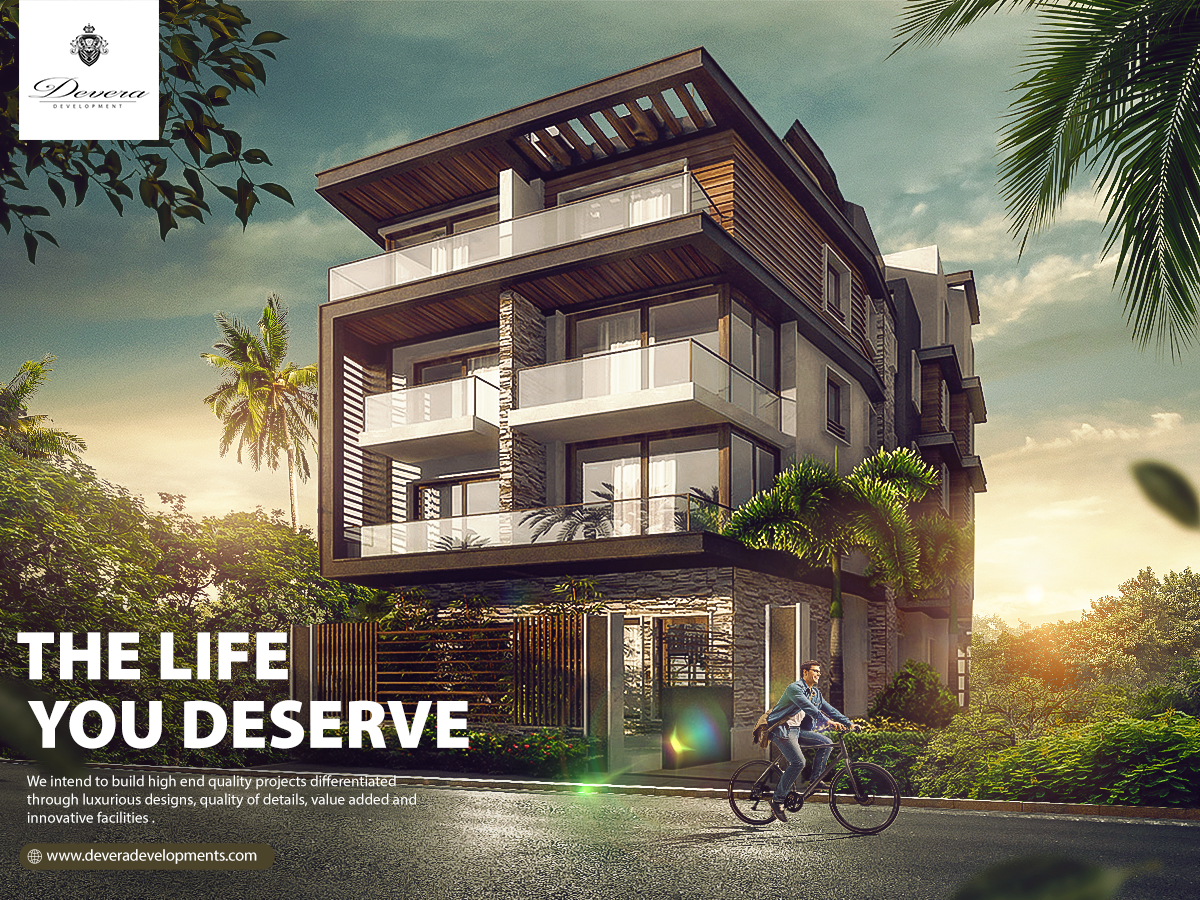 Devera
DEVELOPMENT
THE LIFE
YOU DESERVE
We intend to build high end quality projects differentiated
through luxurious designs, quality of details, value added and
innovative facilities .
www.deveradevelopments.com